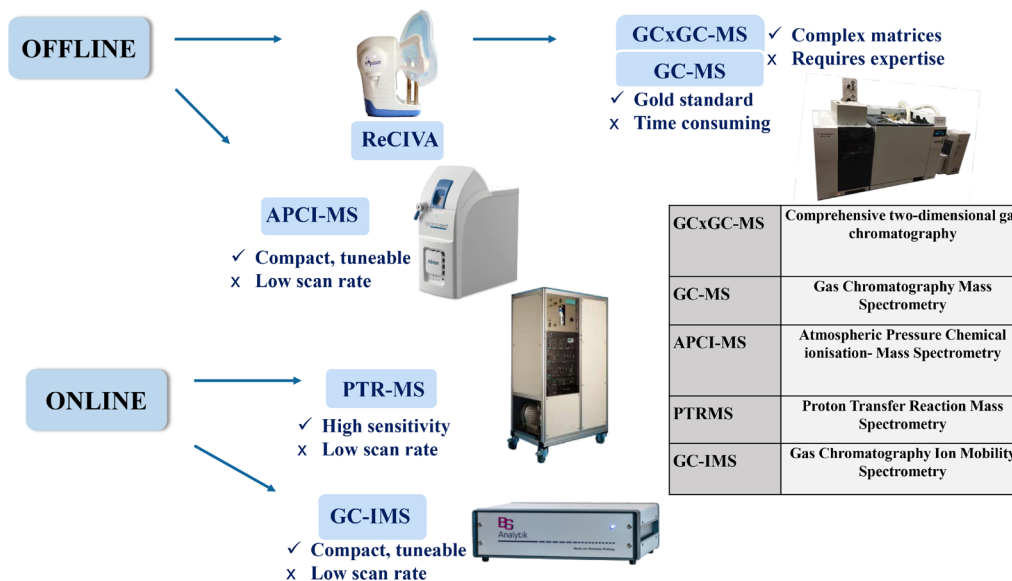 OFFLINE
ReCIVA
GCxGC-MS
GC-MS
✓ Complex matrices
x Requires expertise
✓ Gold standard
x Time consuming
APCI-MS
✓ Compact, tuneable
x Low scan rate
ONLINE
PTR-MS
✓ High sensitivity
x Low scan rate
GC-IMS
✓ Compact, tuneable
x Low scan rate
BS
Analytik
GCxGC-MS
Comprehensive two-dimensional ga
chromatography
GC-MS
Gas Chromatography Mass
Spectrometry
APCI-MS
Atmospheric Pressure Chemical
ionisation- Mass Spectrometry
PTRMS
Proton Transfer Reaction Mass
Spectrometry
GC-IMS
Gas Chromatography Ion Mobility
Spectrometry